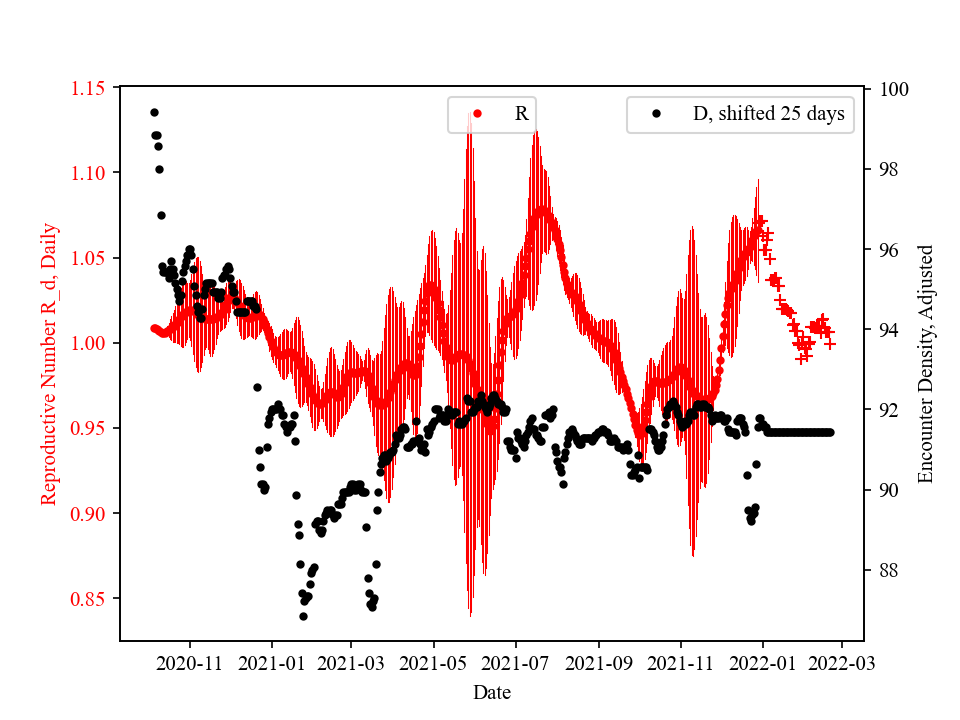 R
D, shifted 25 days
Reproductive Number R_d, Daily
1.15
1.10
1.05
1.00
0.95
0.90
0.85
100
98
96
94
92
90
88
Encounter Density, Adjusted
2020-11 2021-01 2021-03 2021-05 2021-07 2021-09 2021-11 2022-01 2022-03
Date